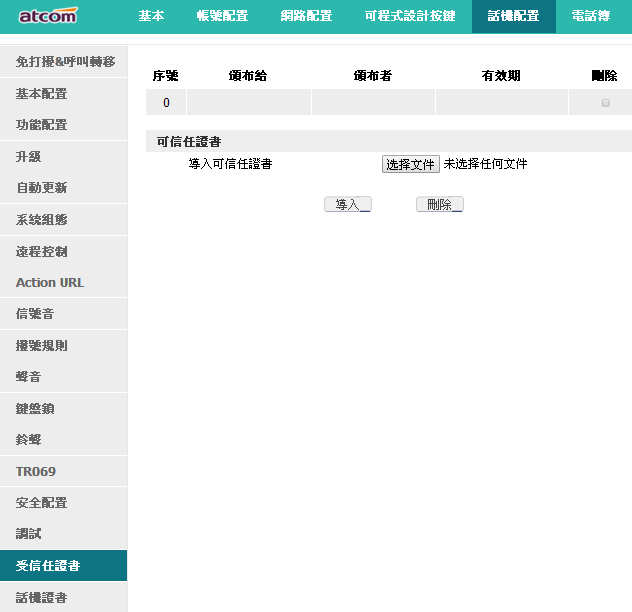 atcom
基本 帳號配置 網路配置 可程式設計按鍵 話機配置 電話簿
免打擾&呼叫轉移
基本配置
功能配置
升級
自動更新
系統組態
遠程控制
Action URL
信號音
撥號規則
聲音
鍵盤鎖
鈴聲
TR069
安全配置
調試
受信任證書
話機證書
序號 頒布給 頒布者 有效期 刪除
0
可信任證書
導入可信任證書 选择文件 未选择任何文件
導入 刪除